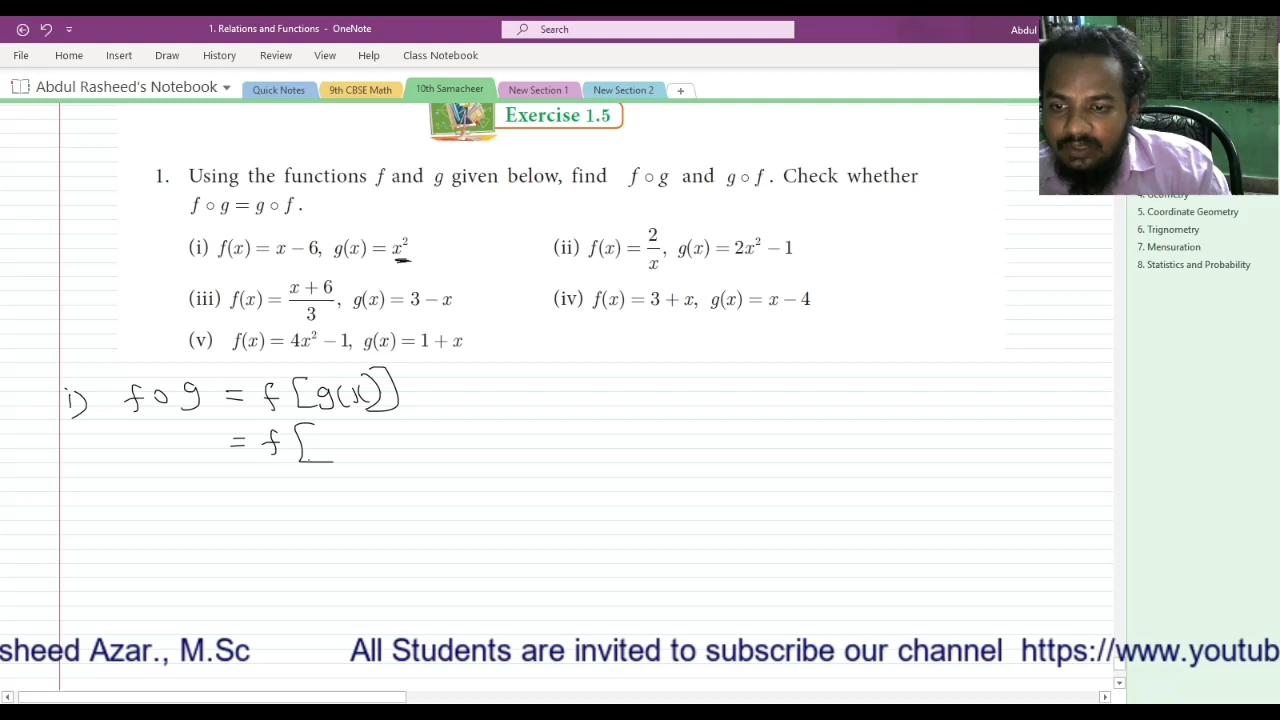 1. Relations and Functions - OneNote
Search
Abdul
File Home Insert Draw History Review View Help Class Notebook
Abdul Rasheed's Notebook
Quick Notes 9th CBSE Math 10th Samacheer New Section 1 New Section 2 +
Exercise 1.5
1. Using the functions f and g given below, find f ∘ g and g ∘ f. Check whether
f ∘ g = g ∘ f.
(i) f(x) = x − 6, g(x) = x² (ii) f(x) = 2/x, g(x) = 2x² − 1
(iii) f(x) = (x + 6)/3, g(x) = 3 − x (iv) f(x) = 3 + x, g(x) = x − 4
(v) f(x) = 4x² − 1, g(x) = 1 + x
i) f o g = f [g(x)]
= f [
5. Coordinate Geometry
6. Trignometry
7. Mensuration
8. Statistics and Probability
sheed Azar., M.Sc All Students are invited to subscribe our channel https://www.youtub